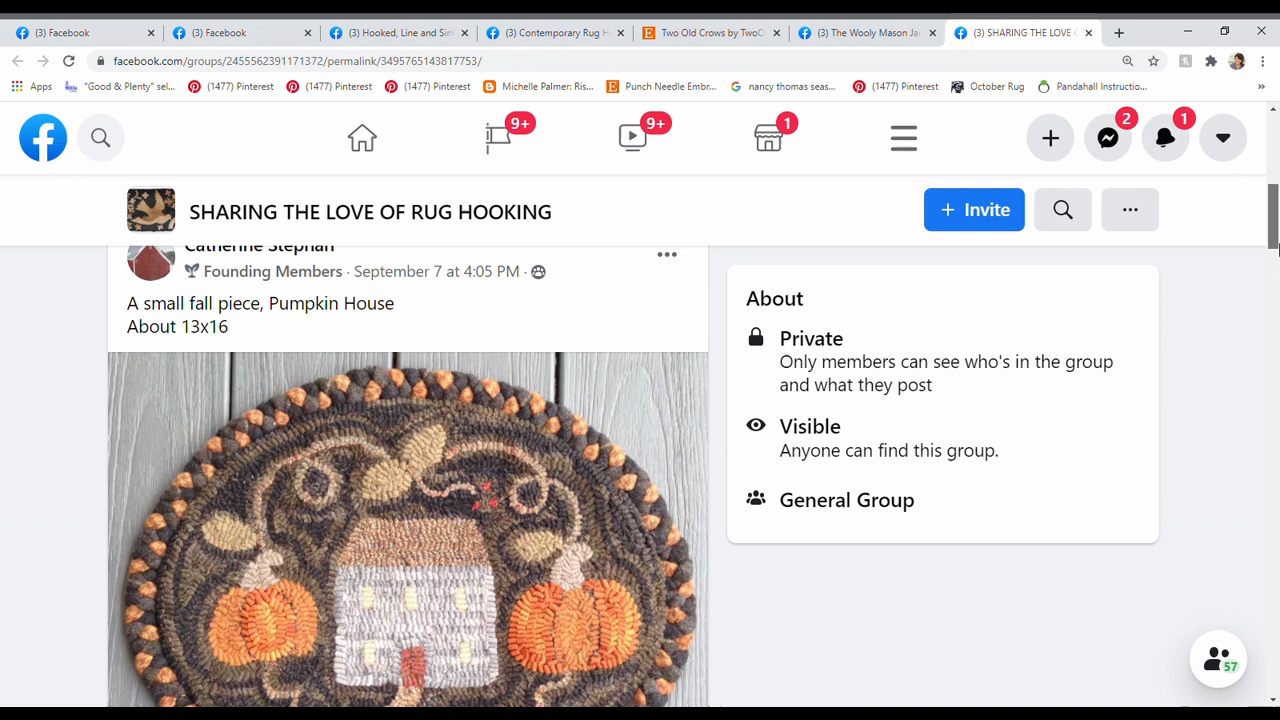 (3) Facebook
(3) Facebook
(3) Hooked, Line and Sin
(3) Contemporary Rug H
Two Old Crows by TwoO
(3) The Wooly Mason Ja
(3) SHARING THE LOVE O
facebook.com/groups/2455562391171372/permalink/3495765143817753/
Apps
"Good & Plenty" sel...
(1477) Pinterest
(1477) Pinterest
(1477) Pinterest
Michelle Palmer: Ris...
Punch Needle Embr...
nancy thomas seas...
(1477) Pinterest
October Rug
Pandahall Instructio...
9+
9+
1
2
1
SHARING THE LOVE OF RUG HOOKING
+ Invite
Catherine Stephan
Founding Members · September 7 at 4:05 PM ·
A small fall piece, Pumpkin House
About 13x16
About
Private
Only members can see who's in the group
and what they post
Visible
Anyone can find this group.
General Group
57